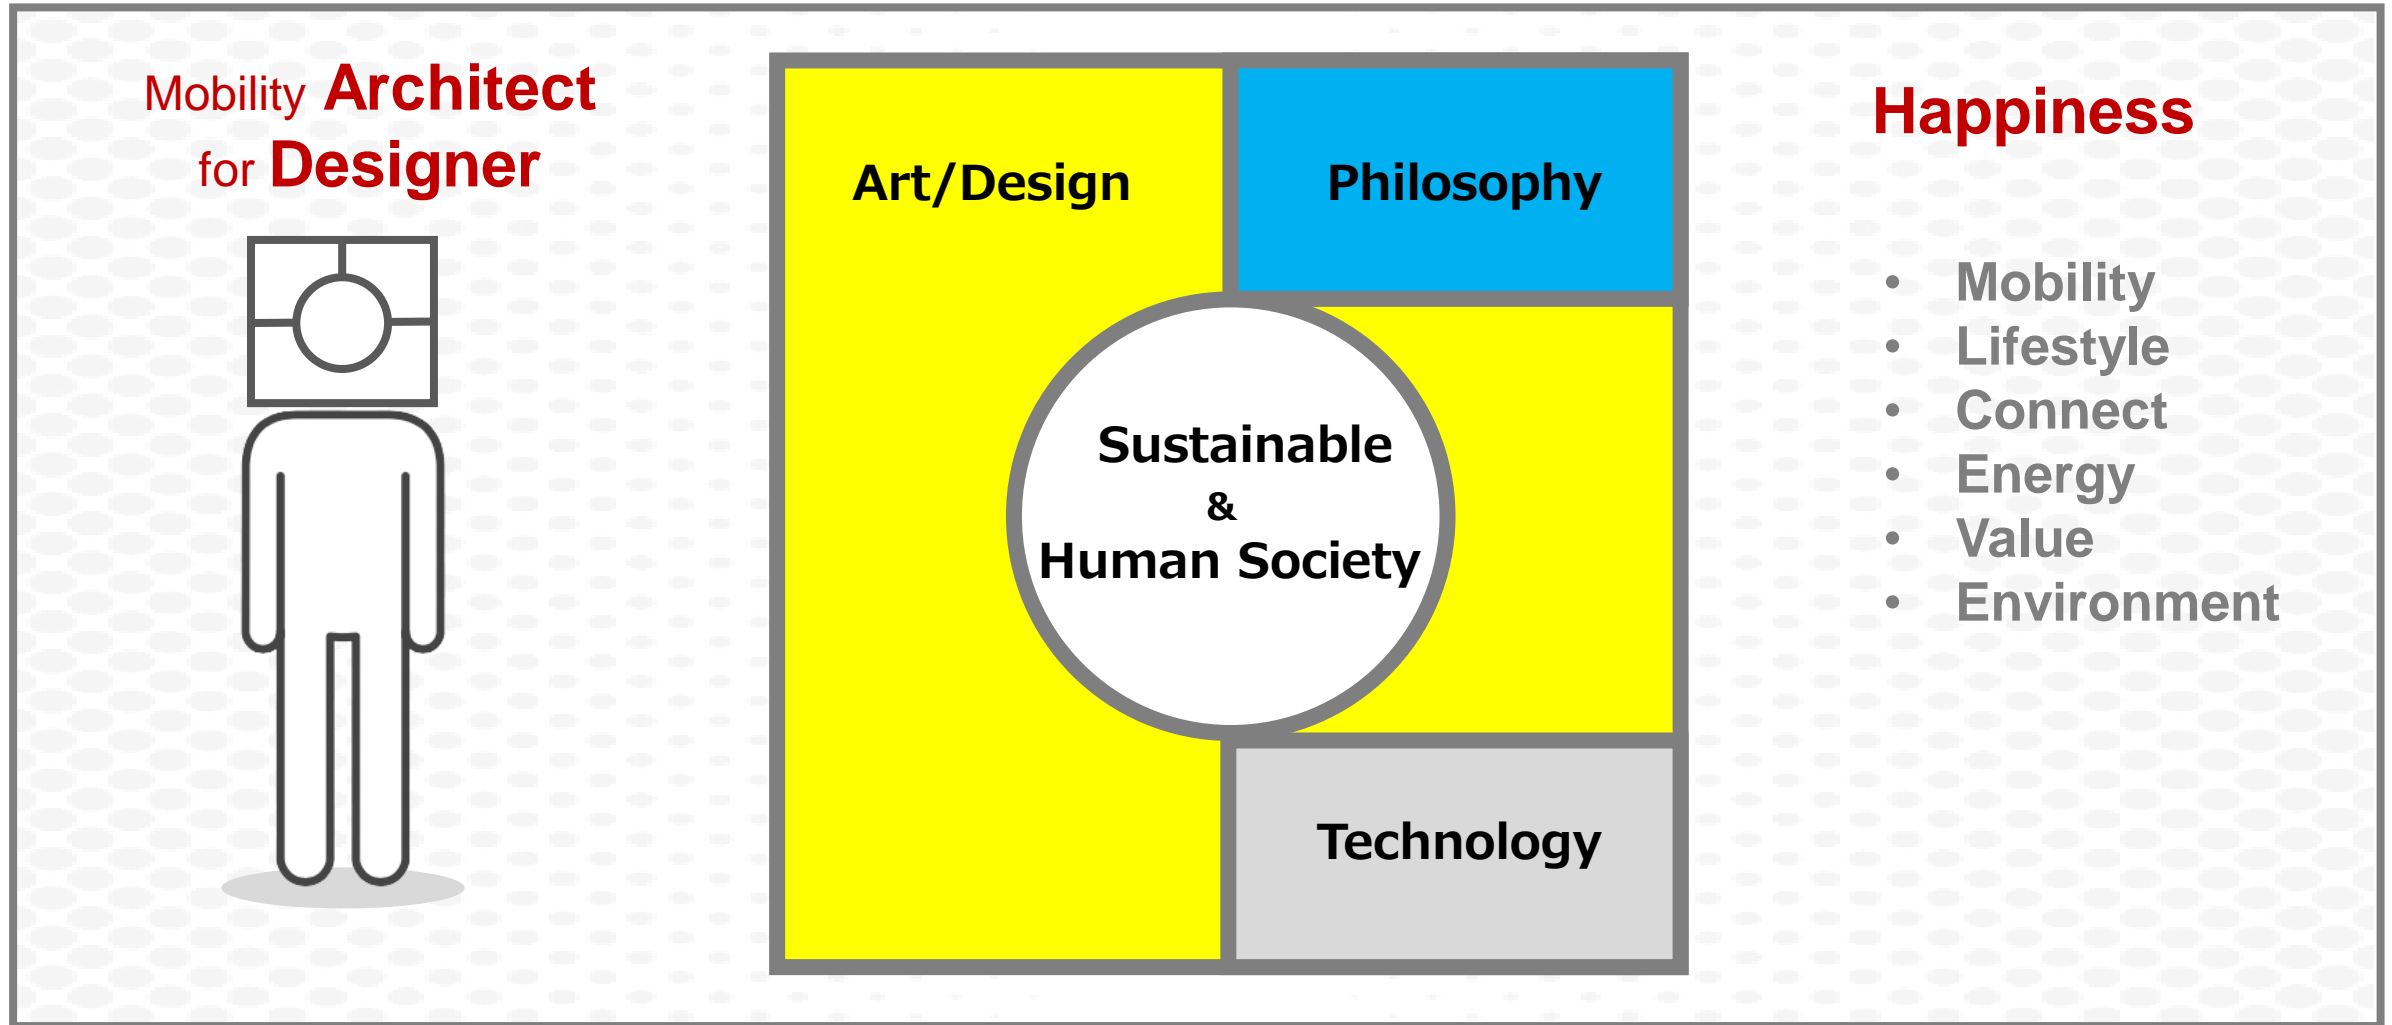 Mobility Architect
for Designer
Art/Design
Philosophy
Sustainable
&
Human Society
Technology
Happiness
• Mobility
• Lifestyle
• Connect
• Energy
• Value
• Environment